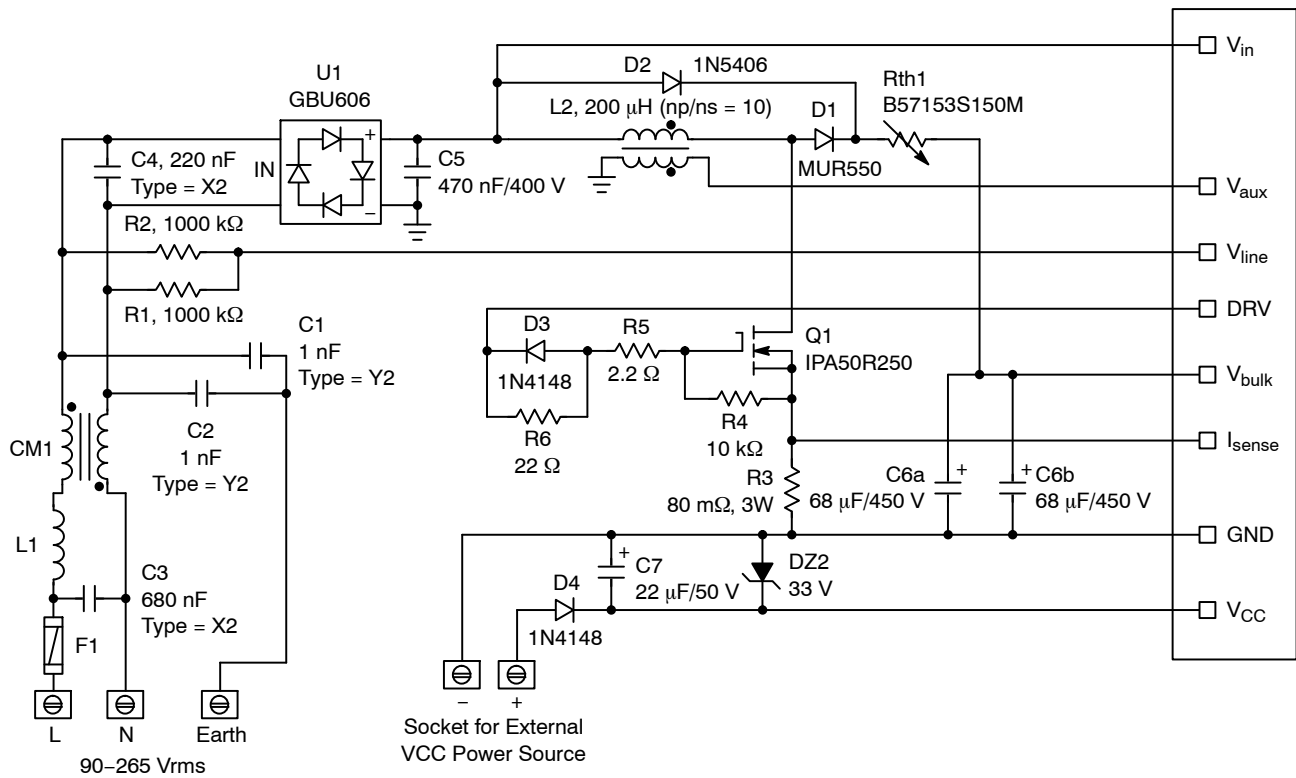 V_in
D2
1N5406
Rth1
B57153S150M
U1
GBU606
L2, 200 μH (np/ns = 10)
D1
MUR550
C4, 220 nF
Type = X2
IN
+
−
C5
470 nF/400 V
V_aux
R2, 1000 kΩ
V_line
R1, 1000 kΩ
DRV
C1
1 nF
Type = Y2
D3
1N4148
R5
2.2 Ω
Q1
IPA50R250
V_bulk
C2
1 nF
Type = Y2
R6
22 Ω
R4
10 kΩ
I_sense
CM1
R3
80 mΩ, 3W
C6a
+
68 μF/450 V
+
C6b
68 μF/450 V
L1
GND
C3
680 nF
Type = X2
+
C7
22 μF/50 V
DZ2
33 V
D4
1N4148
V_CC
F1
L
N
Earth
90−265 Vrms
−
+
Socket for External
VCC Power Source